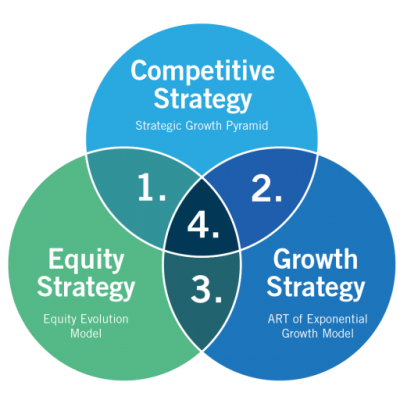 Competitive
Strategy
Strategic Growth Pyramid
1.
2.
4.
3.
Equity
Strategy
Equity Evolution
Model
Growth
Strategy
ART of Exponential
Growth Model